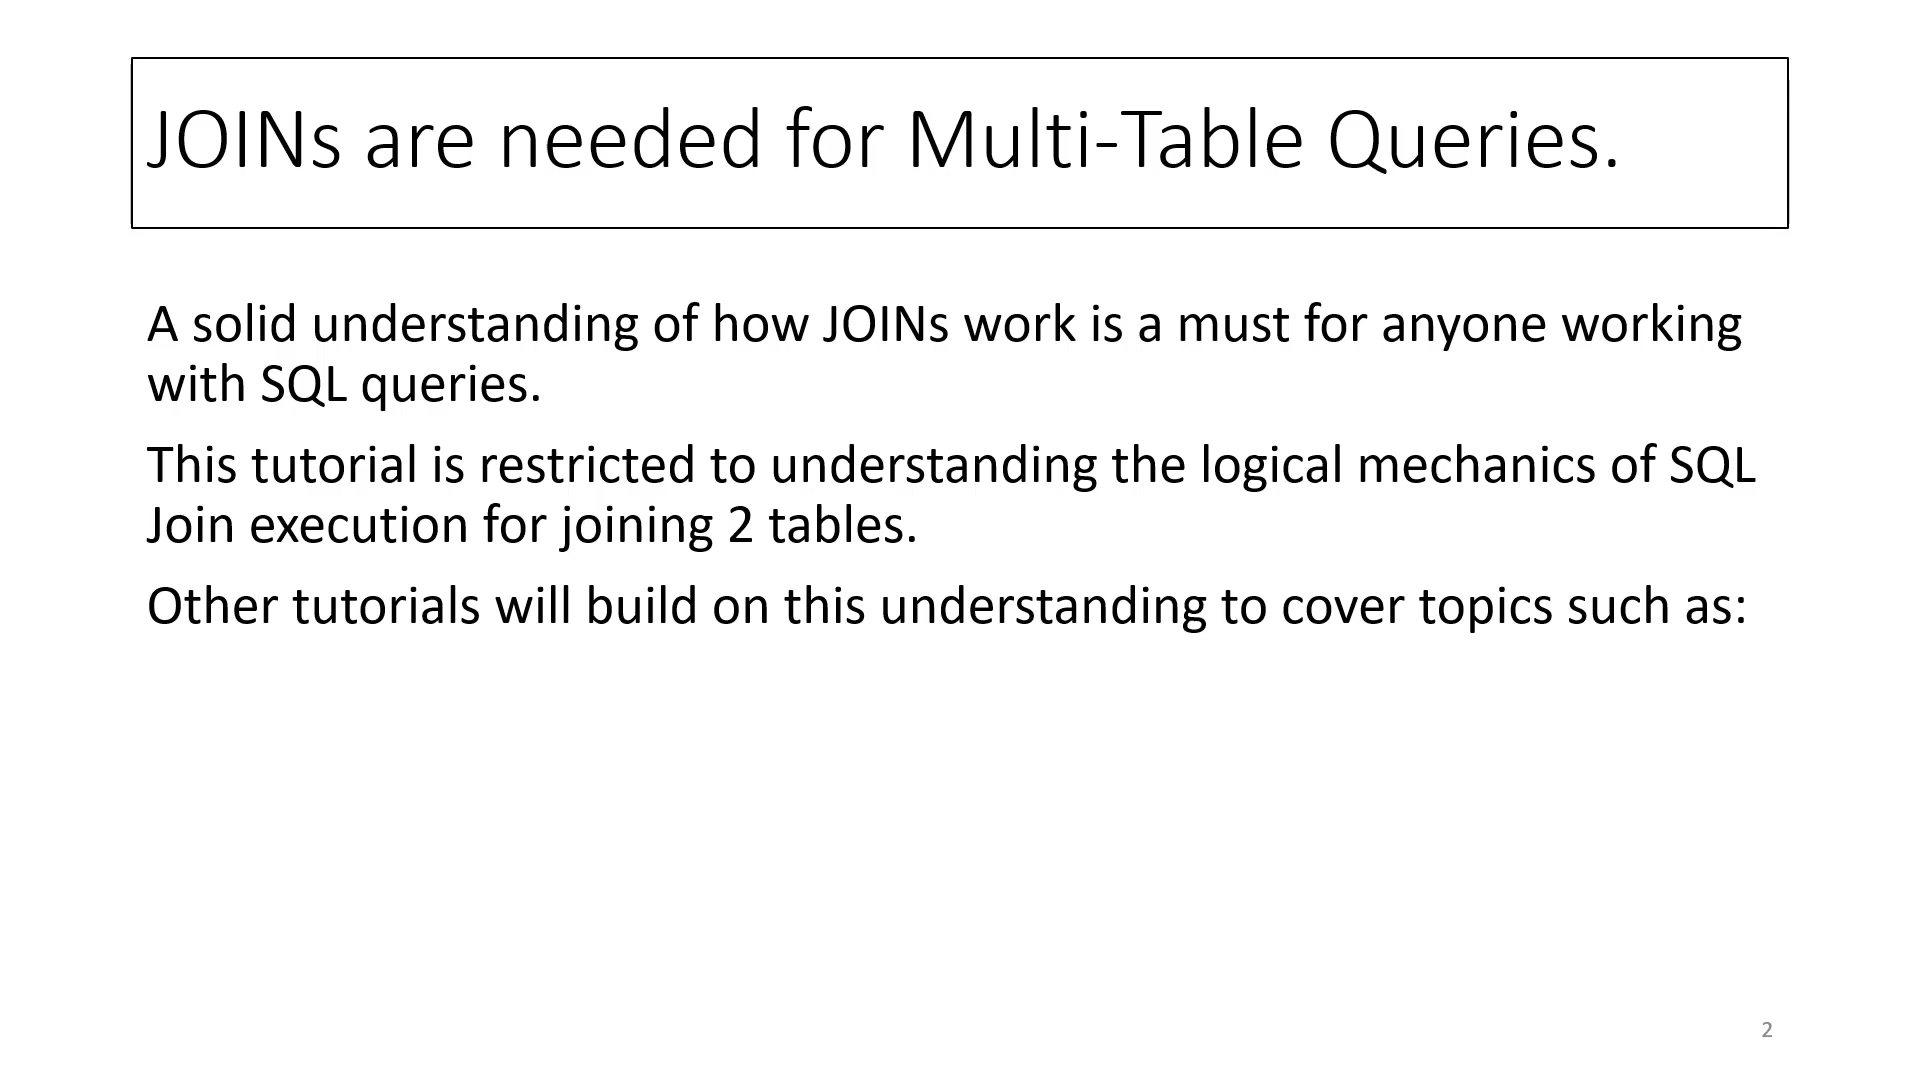 JOINs are needed for Multi-Table Queries.
A solid understanding of how JOINs work is a must for anyone working
with SQL queries.
This tutorial is restricted to understanding the logical mechanics of SQL
Join execution for joining 2 tables.
Other tutorials will build on this understanding to cover topics such as:
2